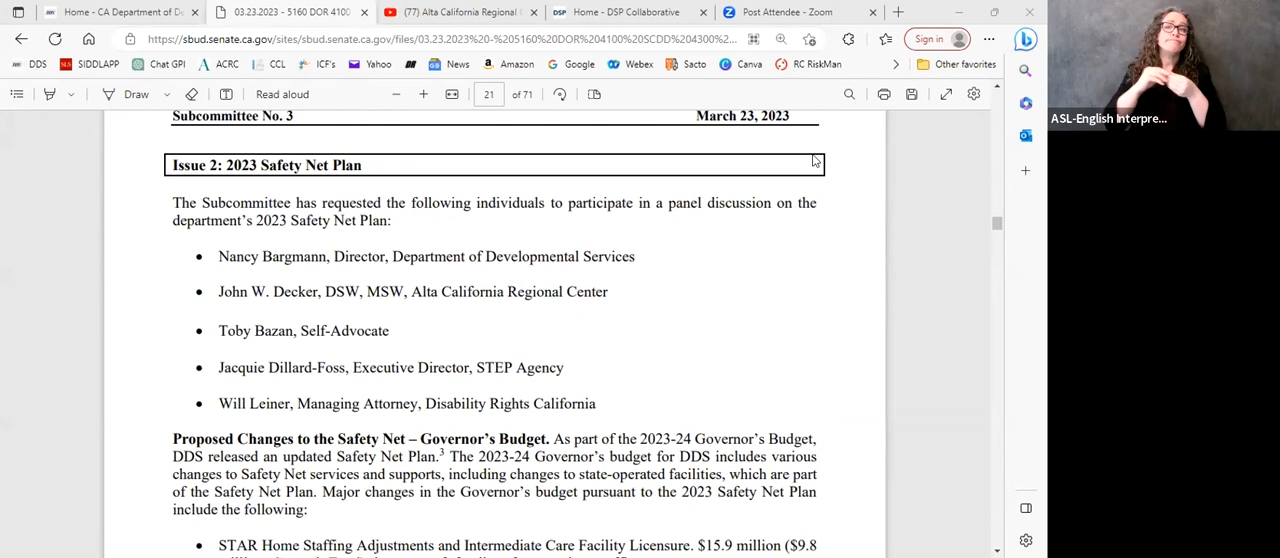 Home - CA Department of De
03.23.2023 - 5160 DOR 4100
(77) Alta California Regional C
DSP Home - DSP Collaborative
Post Attendee - Zoom
https://sbud.senate.ca.gov/sites/sbud.senate.ca.gov/files/03.23.2023%20-%205160%20DOR%204100%20SCDD%204300%2...
Sign in
DDS
SIDDLAPP
Chat GPI
ACRC
CCL
ICF's
Yahoo
News
Amazon
Google
Webex
Sacto
Canva
RC RiskMan
Other favorites
Draw
Read aloud
21 of 71
Subcommittee No. 3 March 23, 2023
Issue 2: 2023 Safety Net Plan
The Subcommittee has requested the following individuals to participate in a panel discussion on the
department's 2023 Safety Net Plan:
• Nancy Bargmann, Director, Department of Developmental Services
• John W. Decker, DSW, MSW, Alta California Regional Center
• Toby Bazan, Self-Advocate
• Jacquie Dillard-Foss, Executive Director, STEP Agency
• Will Leiner, Managing Attorney, Disability Rights California
Proposed Changes to the Safety Net – Governor's Budget. As part of the 2023-24 Governor's Budget,
DDS released an updated Safety Net Plan.3 The 2023-24 Governor's budget for DDS includes various
changes to Safety Net services and supports, including changes to state-operated facilities, which are part
of the Safety Net Plan. Major changes in the Governor's budget pursuant to the 2023 Safety Net Plan
include the following:
• STAR Home Staffing Adjustments and Intermediate Care Facility Licensure. $15.9 million ($9.8
ASL-English Interpre...